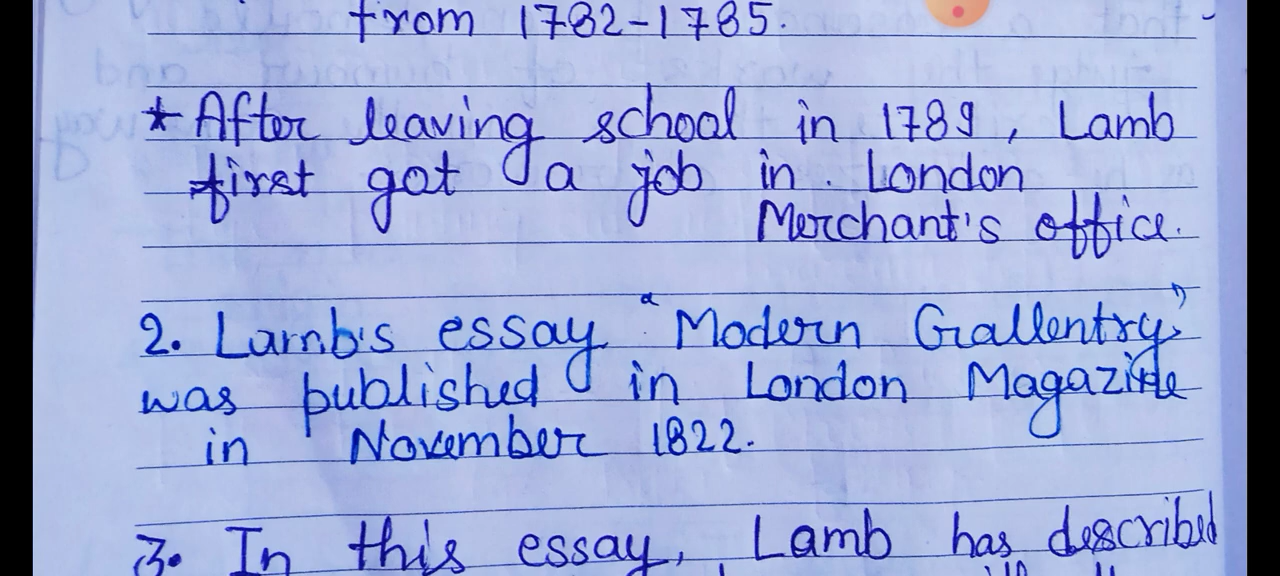 from 1782-1785.
* After leaving school in 1789, Lamb
first got a job in London
Merchant's office.
2. Lamb's essay "Modern Gallentry"
was published in London Magazine
in November 1822.
3. In this essay, Lamb has described